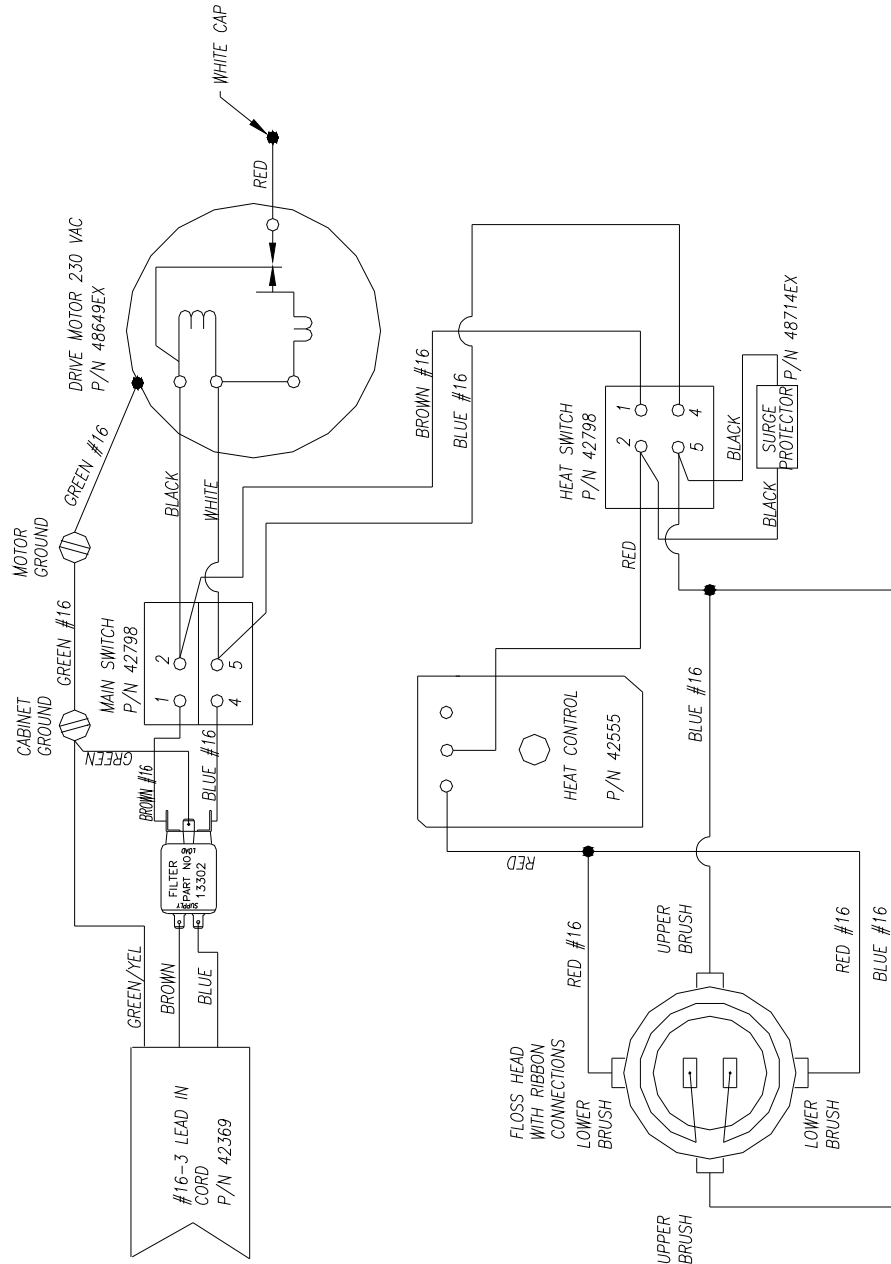 #16-3 LEAD IN
CORD
P/N 42369
GREEN/YEL
BROWN
BLUE
SUPPLY
FILTER
PART NO.
13302
LOAD
BROWN #16
BLUE #16
GREEN
CABINET
GROUND
GREEN #16
MOTOR
GROUND
GREEN #16
MAIN SWITCH
P/N 42798
1
2
4
5
BLACK
WHITE
DRIVE MOTOR 230 VAC
P/N 48649EX
RED
WHITE CAP
BROWN #16
BLUE #16
HEAT SWITCH
P/N 42798
2
1
5
4
BLACK
BLACK
SURGE
PROTECTOR
P/N 48714EX
RED
HEAT CONTROL
P/N 42555
RED
BLUE #16
RED #16
UPPER
BRUSH
FLOSS HEAD
WITH RIBBON
CONNECTIONS
LOWER
BRUSH
LOWER
BRUSH
UPPER
BRUSH
RED #16
BLUE #16